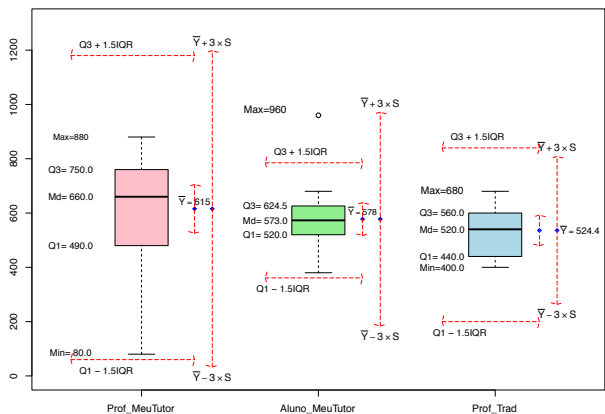 1200
1000
800
600
400
200
0
Q3 + 1.5IQR
Y + 3 × S
Max=880
Q3= 750.0
Md= 660.0
Y = 615
Q1= 490.0
Min= 80.0
Q1 − 1.5IQR
Y − 3 × S
Max=960
Y + 3 × S
Q3 + 1.5IQR
Q3= 624.5
Md= 573.0
Y = 578
Q1= 520.0
Q1 − 1.5IQR
Y − 3 × S
Q3 + 1.5IQR
Y + 3 × S
Max=680
Q3= 560.0
Md= 520.0
Y = 524.4
Q1= 440.0
Min=400.0
Q1 − 1.5IQR
Y − 3 × S
Prof_MeuTutor
Aluno_MeuTutor
Prof_Trad